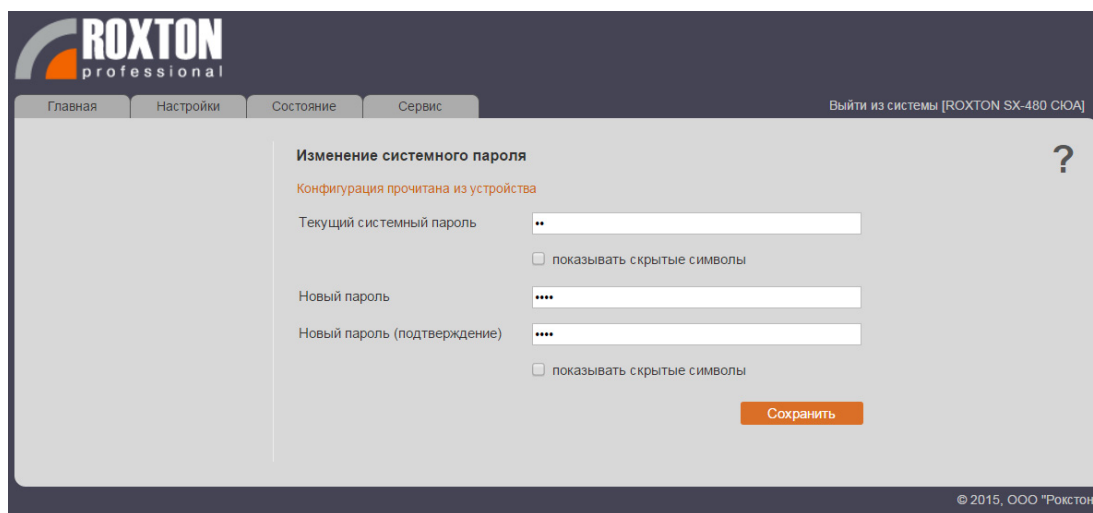 ROXTON
professional
Главная Настройки Состояние Сервис Выйти из системы [ROXTON SX-480 СЮА]
Изменение системного пароля
?
Конфигурация прочитана из устройства
Текущий системный пароль ••
показывать скрытые символы
Новый пароль ••••
Новый пароль (подтверждение) ••••
показывать скрытые символы
Сохранить
© 2015, ООО "Рокстон